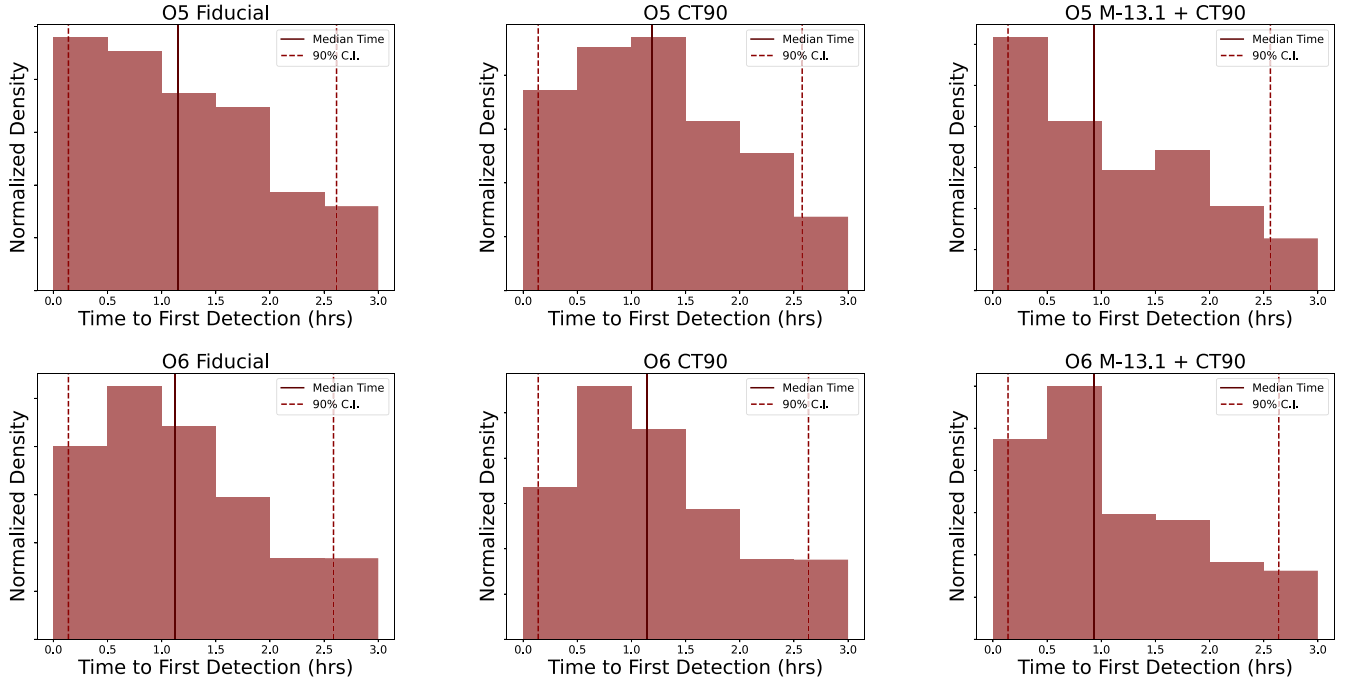 O5 Fiducial
Normalized Density
Median Time
90% C.I.
0.0 0.5 1.0 1.5 2.0 2.5 3.0
Time to First Detection (hrs)
O5 CT90
Normalized Density
Median Time
90% C.I.
0.0 0.5 1.0 1.5 2.0 2.5 3.0
Time to First Detection (hrs)
O5 M-13.1 + CT90
Normalized Density
Median Time
90% C.I.
0.0 0.5 1.0 1.5 2.0 2.5 3.0
Time to First Detection (hrs)
O6 Fiducial
Normalized Density
Median Time
90% C.I.
0.0 0.5 1.0 1.5 2.0 2.5 3.0
Time to First Detection (hrs)
O6 CT90
Normalized Density
Median Time
90% C.I.
0.0 0.5 1.0 1.5 2.0 2.5 3.0
Time to First Detection (hrs)
O6 M-13.1 + CT90
Normalized Density
Median Time
90% C.I.
0.0 0.5 1.0 1.5 2.0 2.5 3.0
Time to First Detection (hrs)